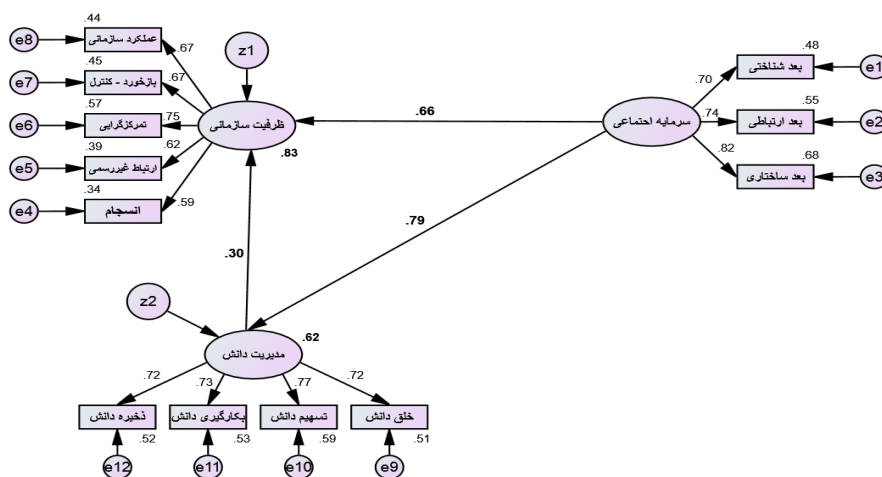 .44
e8
عملکرد سازمانی
.67
z1
.48
.45
e7
بازخورد - کنترل
.67
.70
بعد شناختی
e1
.57
e6
تمرکزگرایی
.75
ظرفیت سازمانی
.66
سرمایه اجتماعی
.74
.55
بعد ارتباطی
e2
.39
e5
ارتباط غیررسمی
.62
.83
.82
.68
.34
e4
انسجام
.59
بعد ساختاری
e3
.79
.30
z2
.62
مدیریت دانش
.72
.73
.77
.72
ذخیره دانش
بکارگیری دانش
تسهیم دانش
خلق دانش
.52
.53
.59
.51
e12
e11
e10
e9